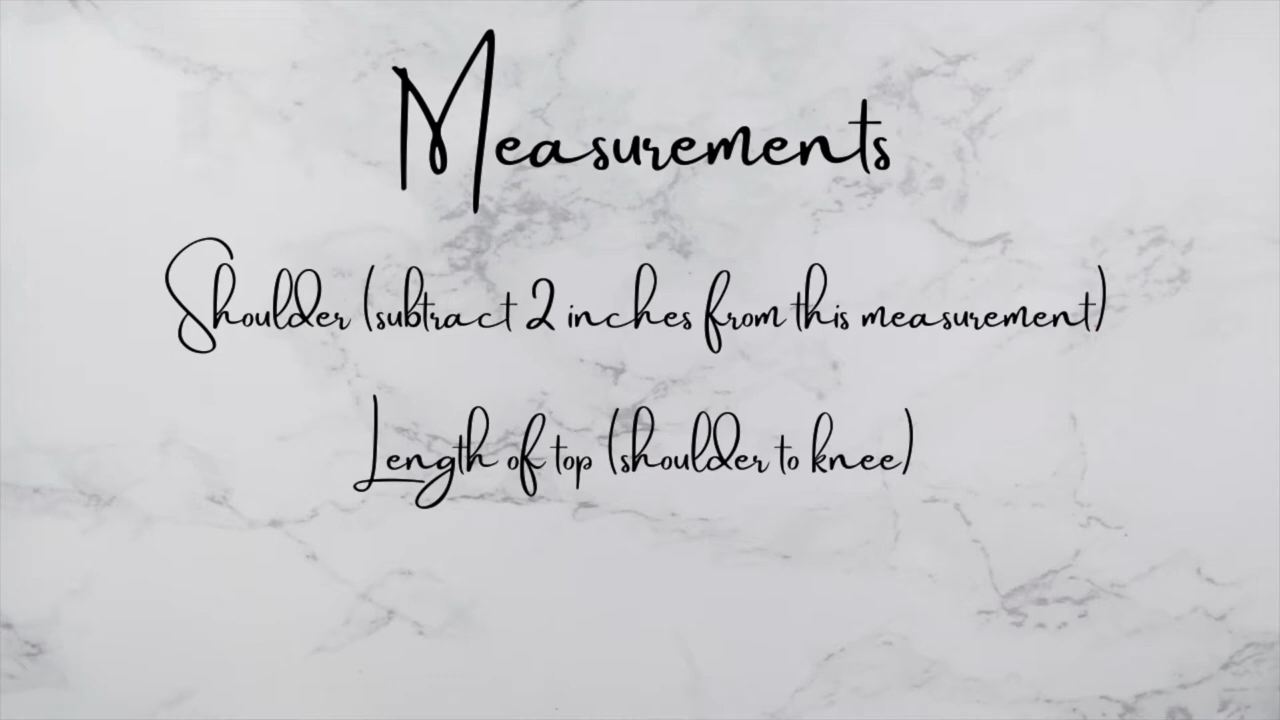 Measurements
Shoulder (subtract 2 inches from this measurement)
Length of top (shoulder to knee)